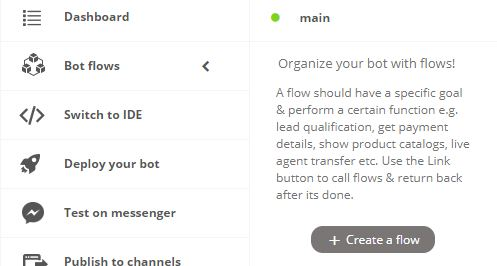 Dashboard
Bot flows
Switch to IDE
Deploy your bot
Test on messenger
Publish to channels
main
Organize your bot with flows!
A flow should have a specific goal
& perform a certain function e.g.
lead qualification, get payment
details, show product catalogs, live
agent transfer etc. Use the Link
button to call flows & return back
after its done.
+ Create a flow